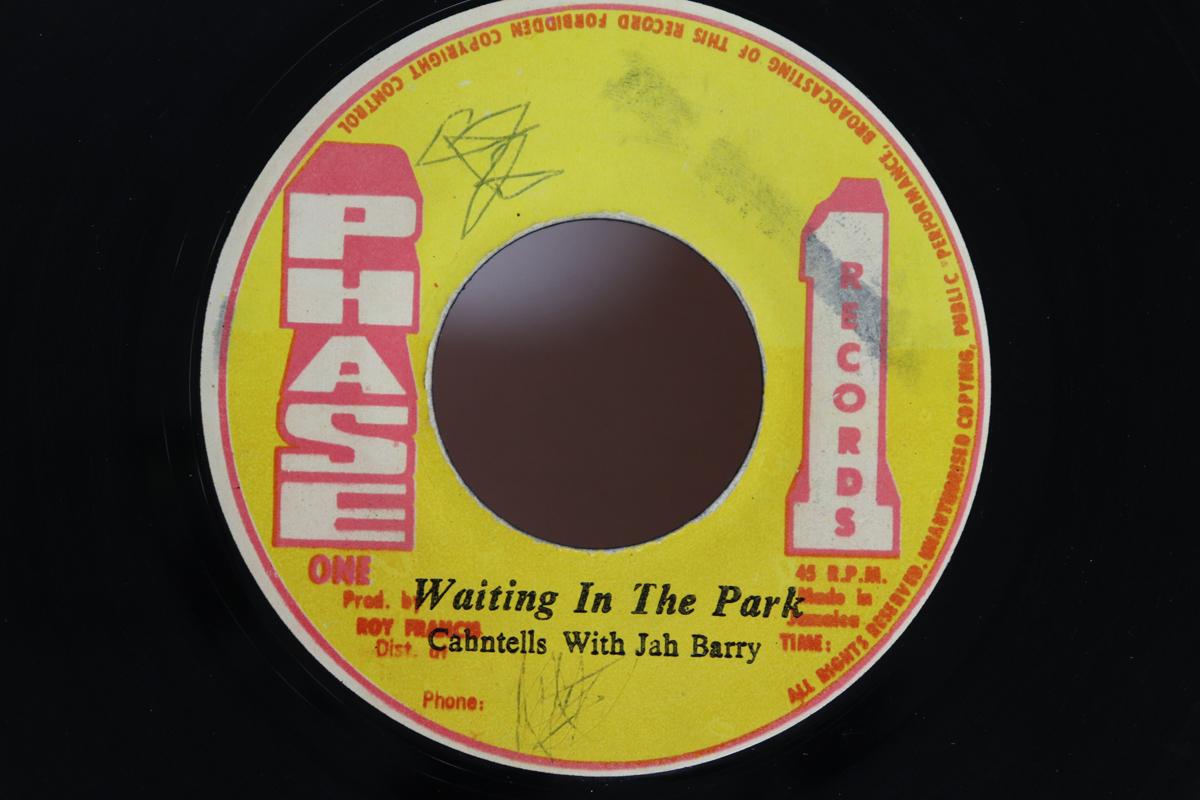 ALL RIGHTS RESERVED. UNAUTHORISED COPYING, PUBLIC PERFORMANCE, BROADCASTING OF THIS RECORD FORBIDDEN COPYRIGHT CONTROL
PHASE
ONE
1
RECORDS
Prod. by
ROY FRANCIS
Dist. at
Phone:
45 R.P.M.
Made in
Jamaica
TIME:
Waiting In The Park
Cahntells With Jah Barry